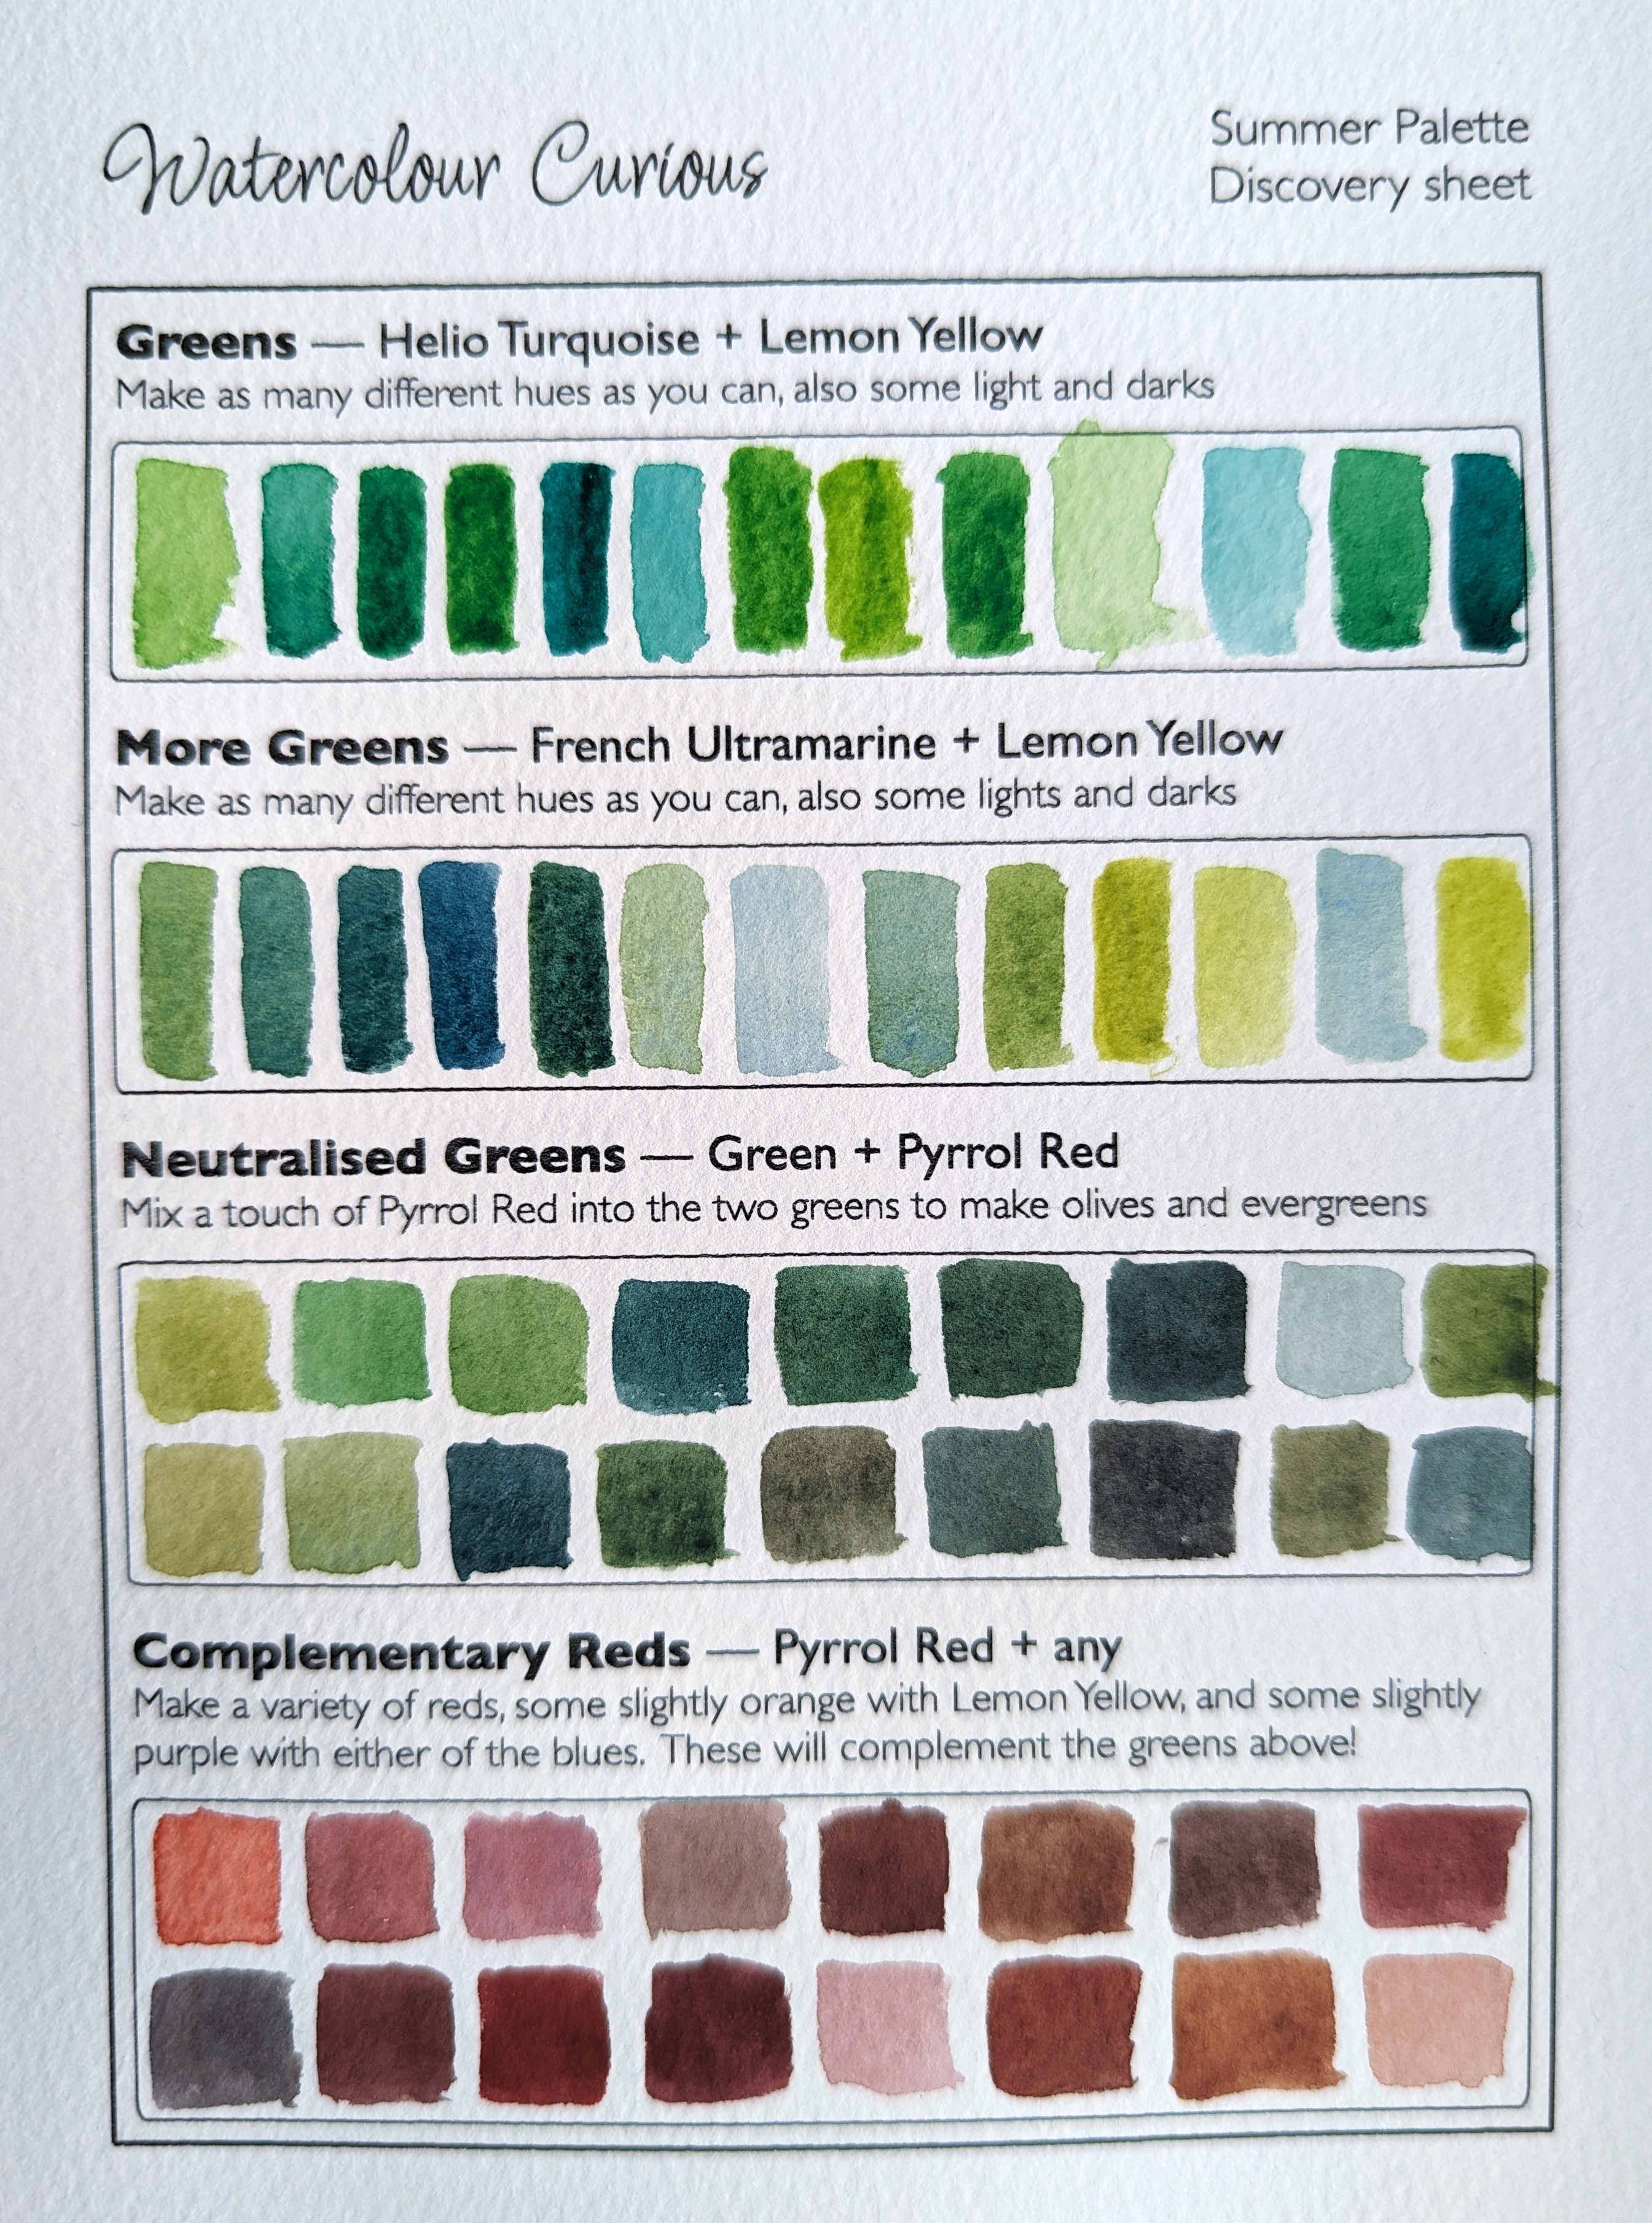 Watercolour Curious
Summer Palette
Discovery sheet
Greens — Helio Turquoise + Lemon Yellow
Make as many different hues as you can, also some light and darks
More Greens — French Ultramarine + Lemon Yellow
Make as many different hues as you can, also some lights and darks
Neutralised Greens — Green + Pyrrol Red
Mix a touch of Pyrrol Red into the two greens to make olives and evergreens
Complementary Reds — Pyrrol Red + any
Make a variety of reds, some slightly orange with Lemon Yellow, and some slightly
purple with either of the blues. These will complement the greens above!